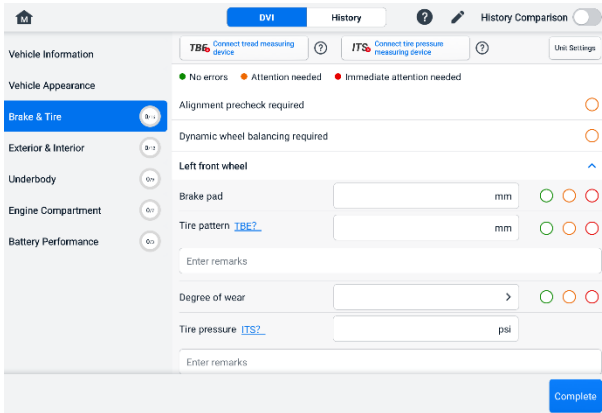 M
DVI
History
?
History Comparison
Vehicle Information
Vehicle Appearance
Brake & Tire
Exterior & Interior
Underbody
Engine Compartment
Battery Performance
TBE Connect tread measuring
device
?
ITS Connect tire pressure
measuring device
?
Unit Settings
No errors
Attention needed
Immediate attention needed
Alignment precheck required
Dynamic wheel balancing required
Left front wheel
Brake pad
mm
Tire pattern TBE?
mm
Enter remarks
Degree of wear
Tire pressure ITS?
psi
Enter remarks
Complete